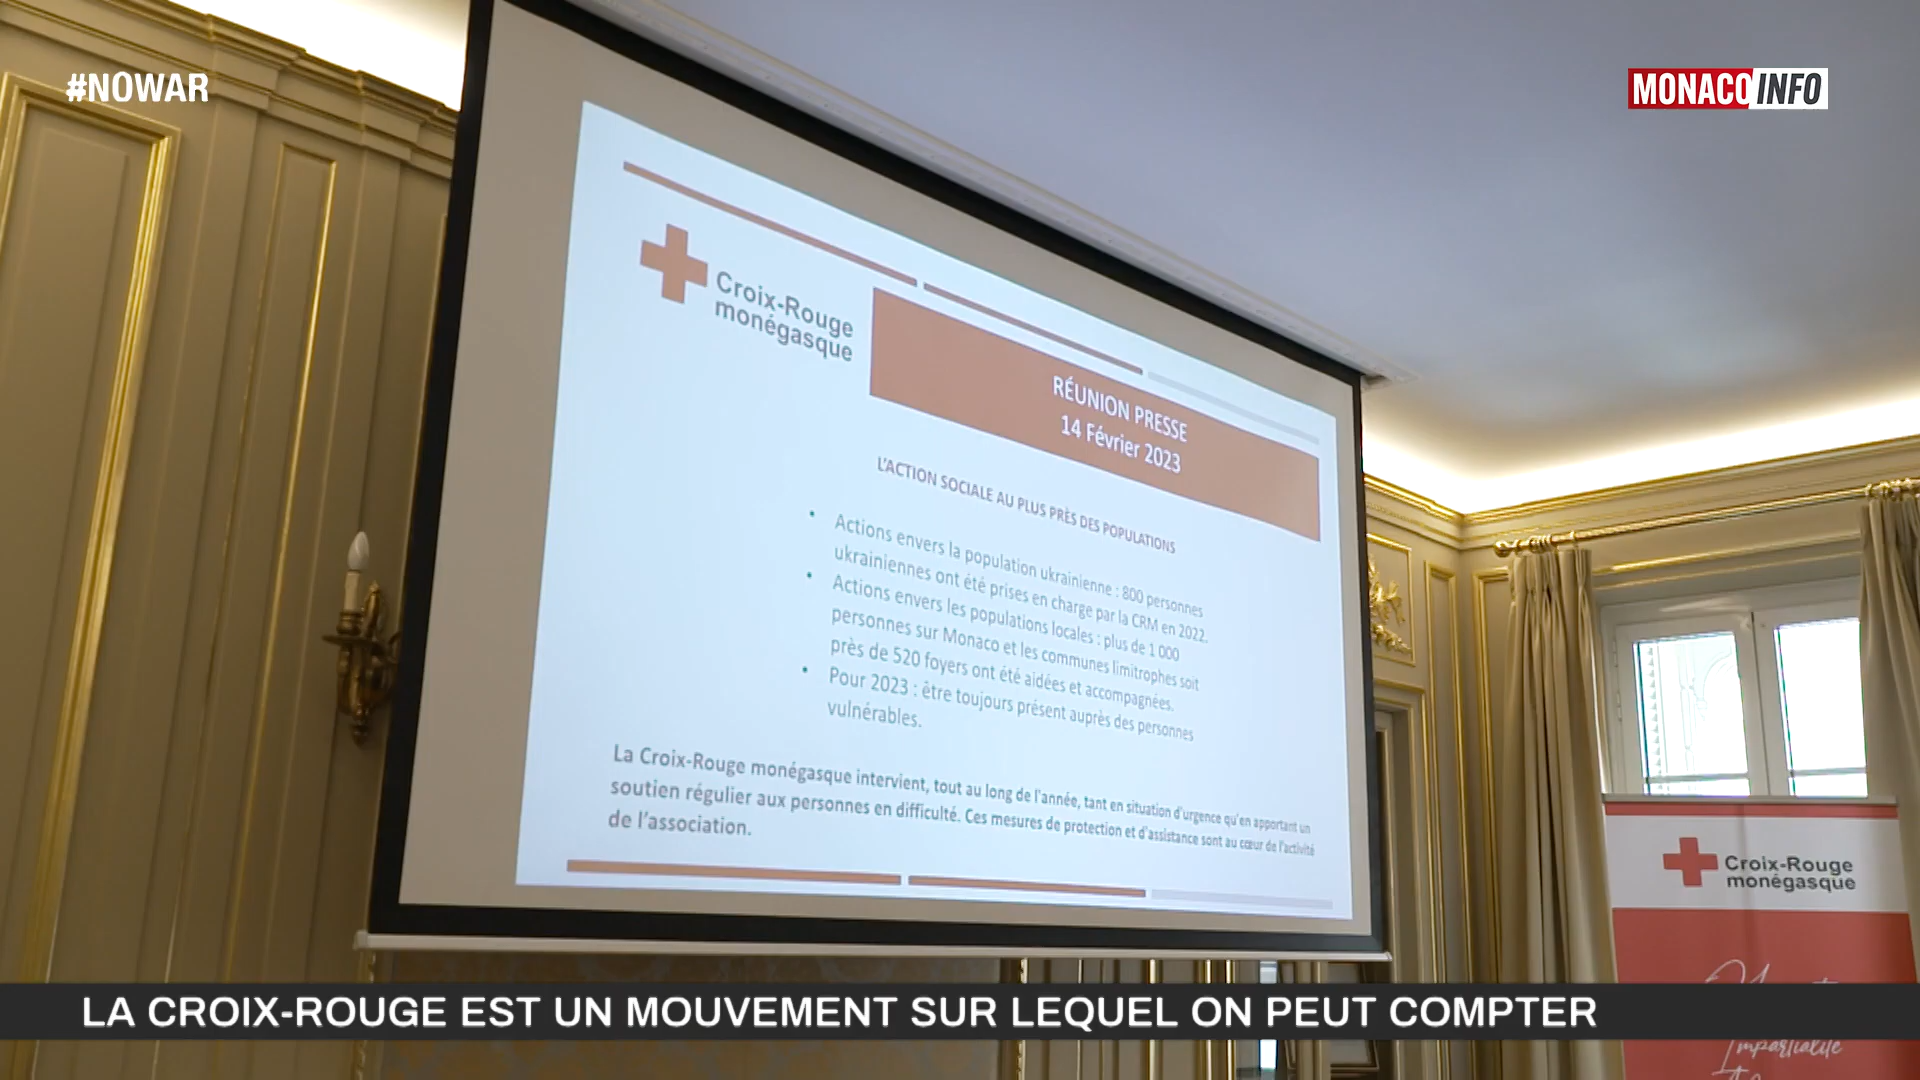 #NOWAR
MONACOINFO
Croix-Rouge
monégasque
RÉUNION PRESSE
14 Février 2023
L'ACTION SOCIALE AU PLUS PRÈS DES POPULATIONS
• Actions envers la population ukrainienne : 800 personnes
ukrainiennes ont été prises en charge par la CRM en 2022.
• Actions envers les populations locales : plus de 1 000
personnes sur Monaco et les communes limitrophes soit
près de 520 foyers ont été aidées et accompagnées.
• Pour 2023 : être toujours présent auprès des personnes
vulnérables.
La Croix-Rouge monégasque intervient, tout au long de l'année, tant en situation d'urgence qu'en apportant un
soutien régulier aux personnes en difficulté. Ces mesures de protection et d'assistance sont au cœur de l'activité
de l'association.
Croix-Rouge
monégasque
LA CROIX-ROUGE EST UN MOUVEMENT SUR LEQUEL ON PEUT COMPTER
Impartialité